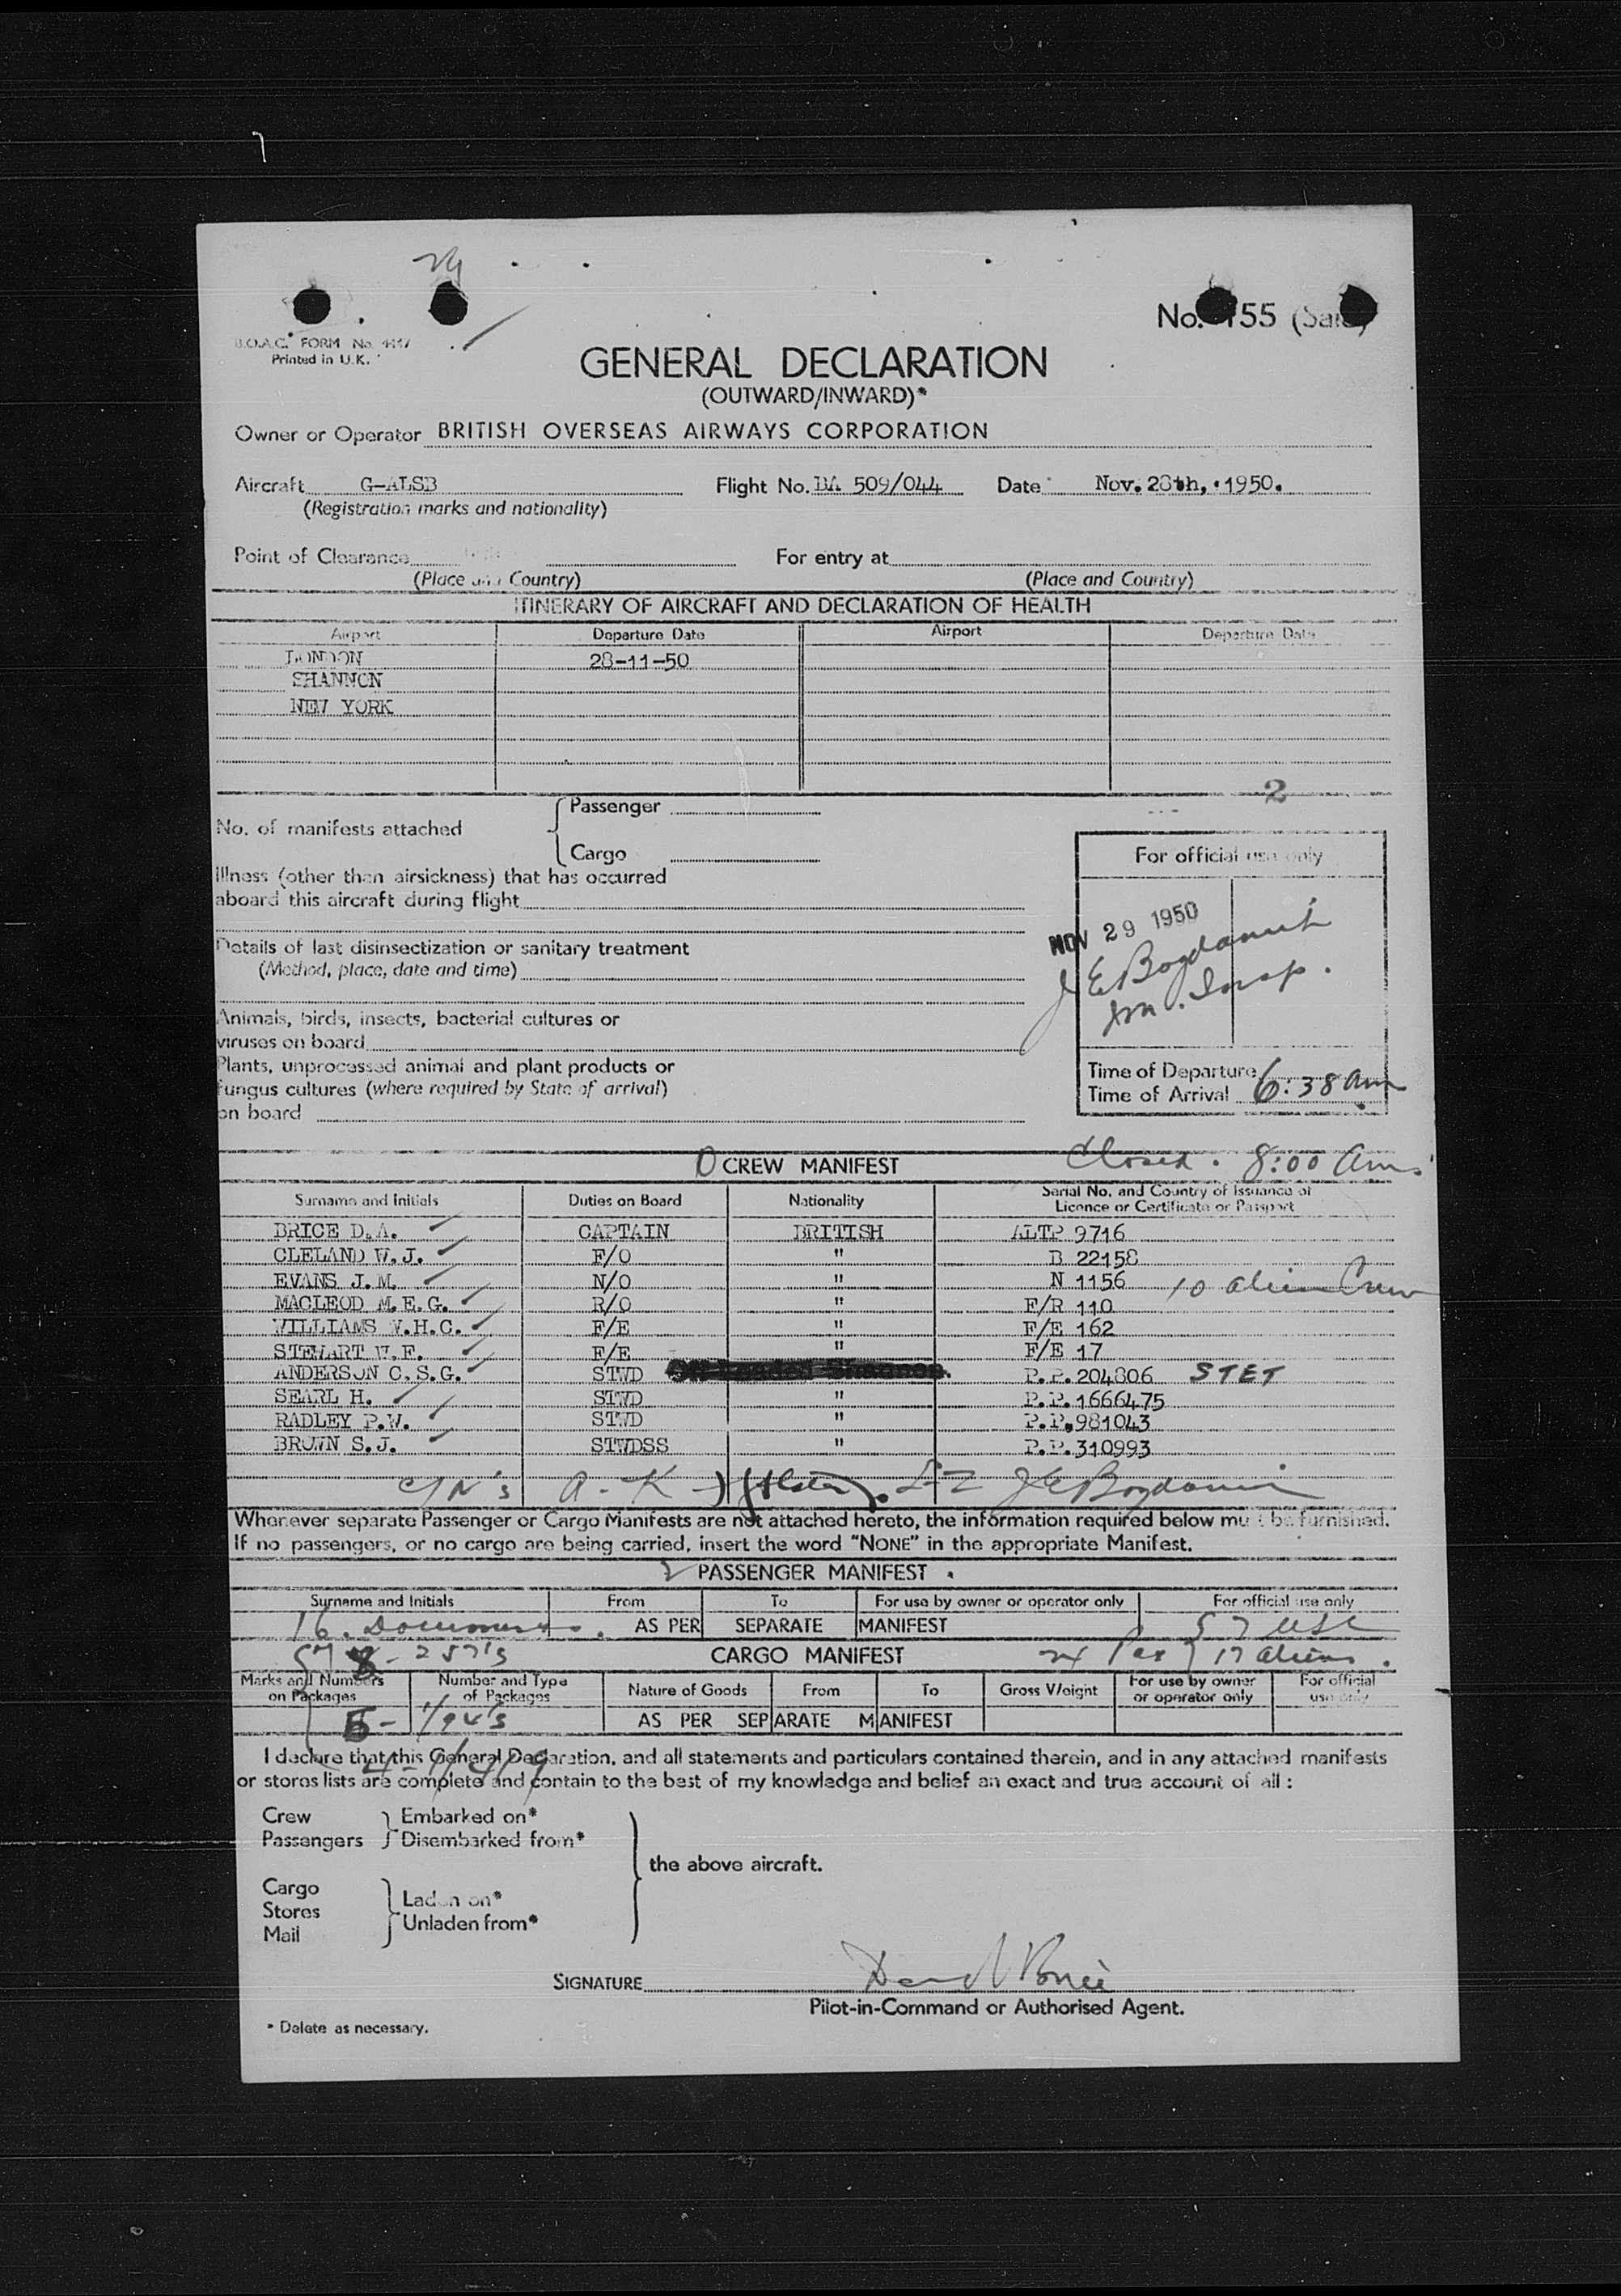 No. 155
B.O.A.C. FORM No.
Printed in U.K.
GENERAL DECLARATION
(OUTWARD/INWARD)*
Owner or Operator BRITISH OVERSEAS AIRWAYS CORPORATION
Aircraft G-ALSB Flight No. BA 509/044 Date Nov. 28th, 1950.
(Registration marks and nationality)
Point of Clearance For entry at
(Place and Country) (Place and Country)
ITINERARY OF AIRCRAFT AND DECLARATION OF HEALTH
Airport Departure Date Airport Departure Date
LONDON 28-11-50
SHANNON
NEW YORK
2
No. of manifests attached { Passenger
Cargo
For official use only
Illness (other than airsickness) that has occurred
aboard this aircraft during flight
NOV 29 1950
Details of last disinsectization or sanitary treatment
(Method, place, date and time)
Imm. Insp.
Animals, birds, insects, bacterial cultures or
viruses on board
Plants, unprocessed animal and plant products or
fungus cultures (where required by State of arrival)
on board
Time of Departure
Time of Arrival 6:38 am
Closed. 8:00 am.
CREW MANIFEST
Surname and Initials Duties on Board Nationality Serial No. and Country of Issuance of Licence or Certificate or Passport
BRICE D.A. CAPTAIN BRITISH ALTP 9716
CLELAND W.J. F/O " B 22158
EVANS J.M. N/O " N 1156 10 alien Crew
MACLEOD M.E.G. R/O " F/R 110
WILLIAMS W.H.C. F/E " F/E 162
STEWART W.F. F/E " F/E 17
ANDERSON C.S.G. STWD P.P. 204806 STET
SEARL H. STWD " P.P. 1666475
RADLEY P.W. STWD " P.P. 981043
BROWN S.J. STWDSS " P.P. 310993
A-K L-Z
Whenever separate Passenger or Cargo Manifests are not attached hereto, the information required below must be furnished.
If no passengers, or no cargo are being carried, insert the word "NONE" in the appropriate Manifest.
PASSENGER MANIFEST
Surname and Initials From To For use by owner or operator only For official use only
16. Documents. AS PER SEPARATE MANIFEST 57 USC
8 - 257's CARGO MANIFEST 17 aliens.
Marks and Numbers on Packages Number and Type of Packages Nature of Goods From To Gross Weight For use by owner or operator only For official use only
AS PER SEPARATE MANIFEST
I declare that this General Declaration, and all statements and particulars contained therein, and in any attached manifests
or stores lists are complete and contain to the best of my knowledge and belief an exact and true account of all :
Crew } Embarked on*
Passengers } Disembarked from*
the above aircraft.
Cargo
Stores } Laden on*
Mail } Unladen from*
SIGNATURE
Pilot-in-Command or Authorised Agent.
* Delete as necessary.